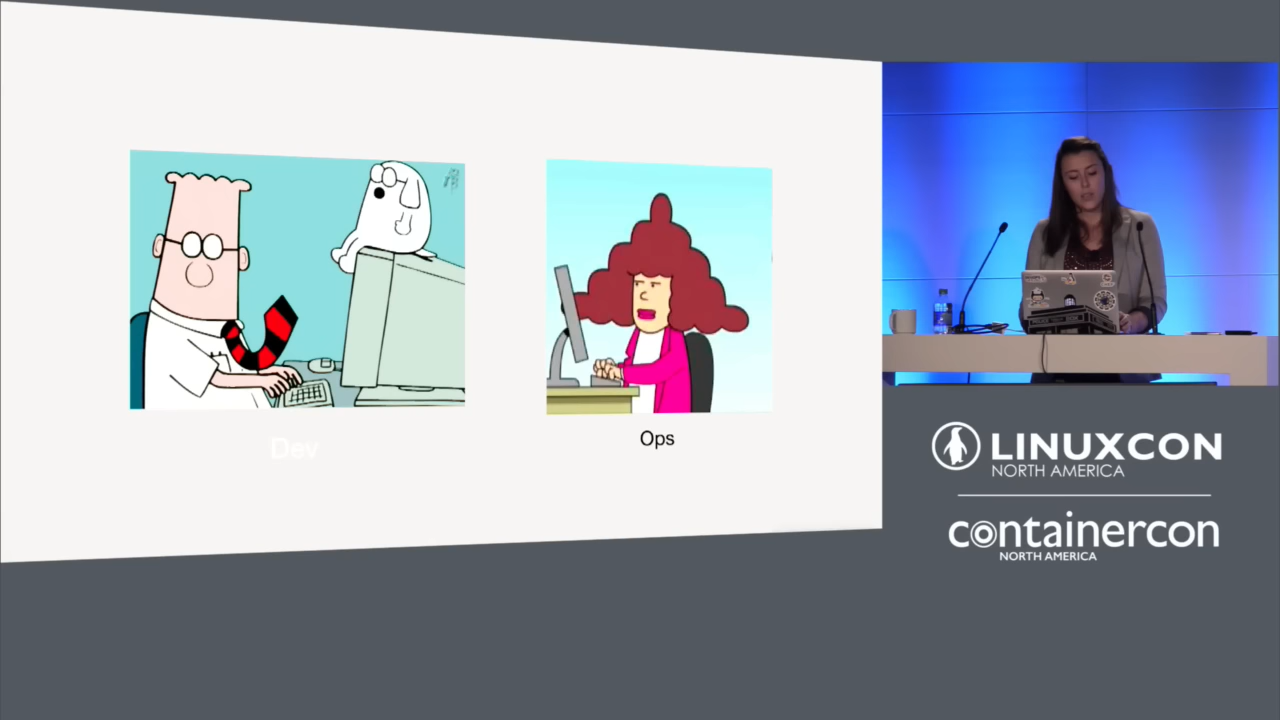 Dev
Ops
LINUXCON
NORTH AMERICA
containercon
NORTH AMERICA